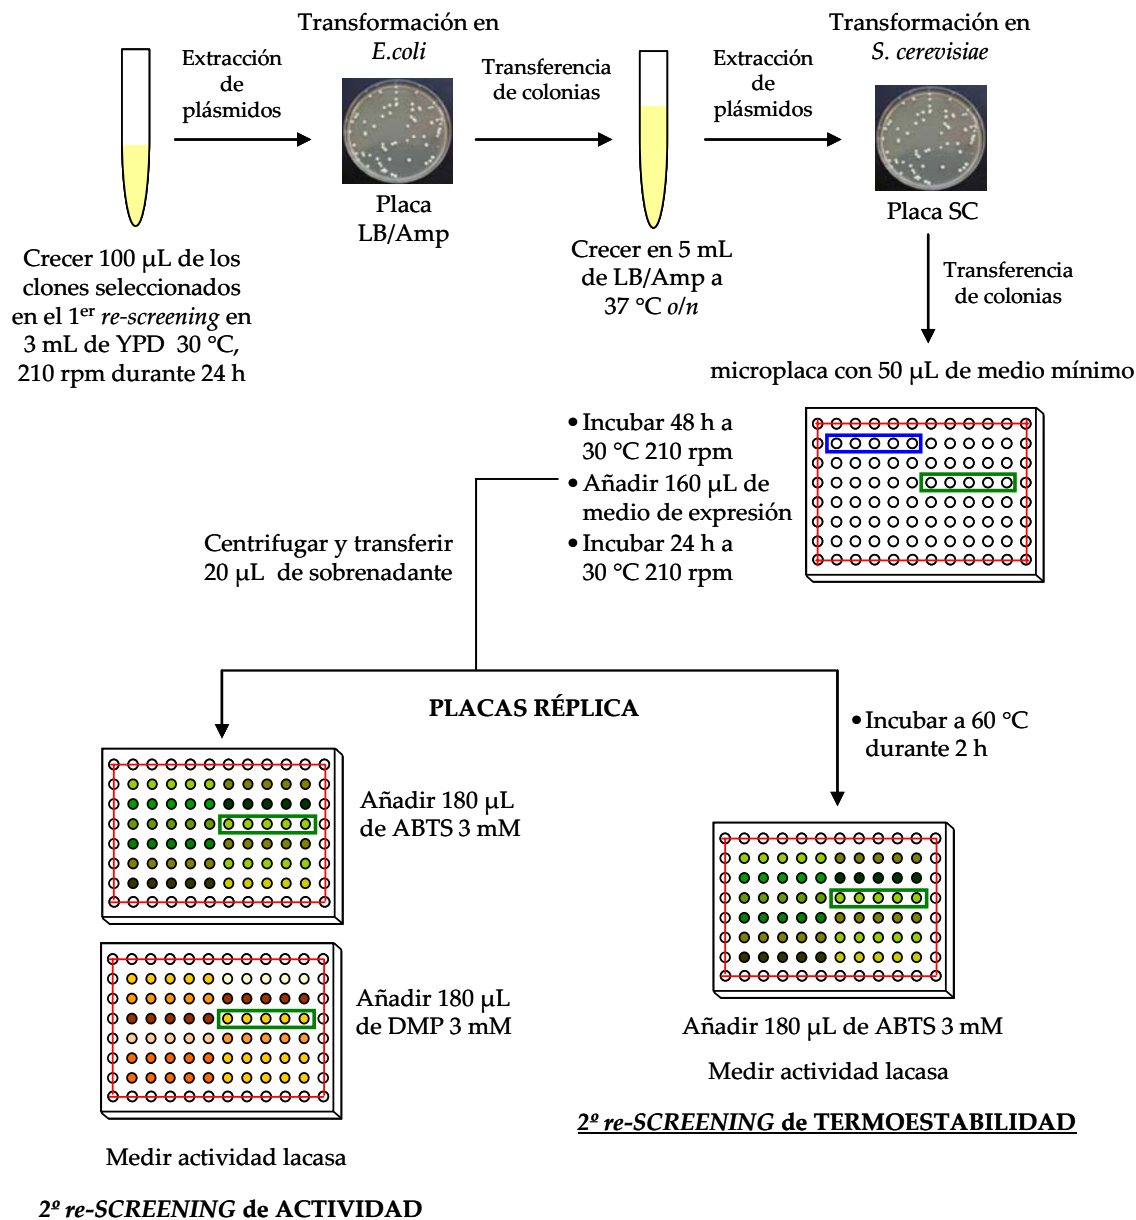 Transformación en
E.coli
Extracción
de
plásmidos
Transferencia
de colonias
Extracción
de
plásmidos
Transformación en
S. cerevisiae
Placa
LB/Amp
Placa SC
Crecer 100 µL de los
clones seleccionados
en el 1er re-screening en
3 mL de YPD 30 °C,
210 rpm durante 24 h
Crecer en 5 mL
de LB/Amp a
37 °C o/n
Transferencia
de colonias
microplaca con 50 µL de medio mínimo
•Incubar 48 h a
30 °C 210 rpm
•Añadir 160 µL de
medio de expresión
•Incubar 24 h a
30 °C 210 rpm
Centrifugar y transferir
20 µL de sobrenadante
PLACAS RÉPLICA
•Incubar a 60 °C
durante 2 h
Añadir 180 µL
de ABTS 3 mM
Añadir 180 µL
de DMP 3 mM
Añadir 180 µL de ABTS 3 mM
Medir actividad lacasa
2º re-SCREENING de TERMOESTABILIDAD
Medir actividad lacasa
2º re-SCREENING de ACTIVIDAD